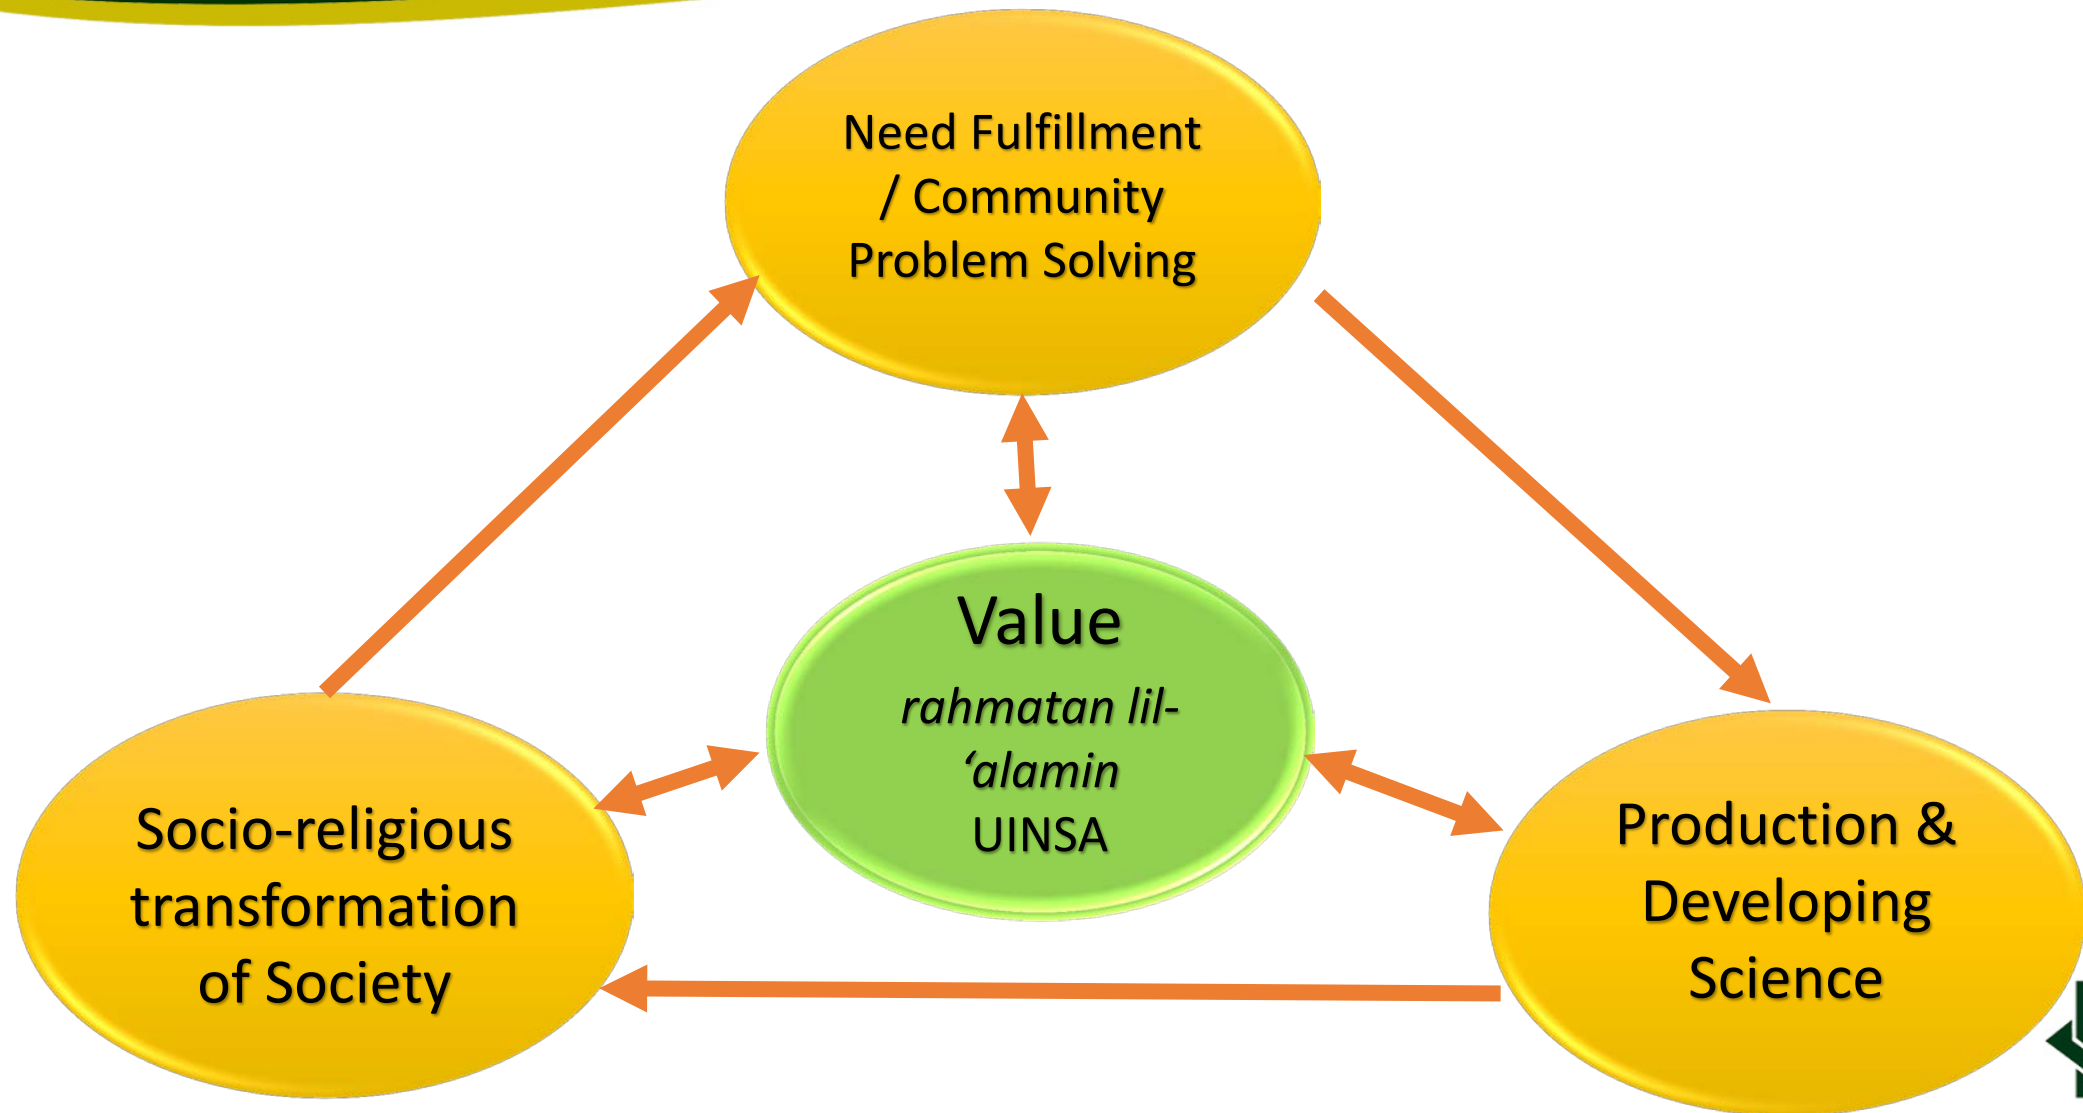 Need Fulfillment
/ Community
Problem Solving
Value
rahmatan lil-
‘alamin
UINSA
Socio-religious
transformation
of Society
Production &
Developing
Science